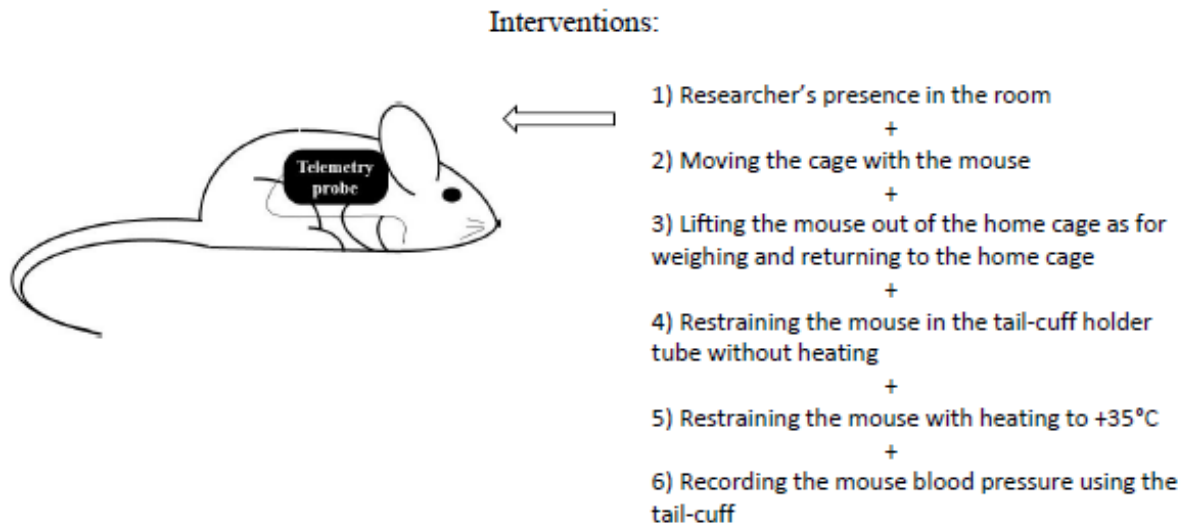 Interventions:
Telemetry
probe
1) Researcher’s presence in the room
+
2) Moving the cage with the mouse
+
3) Lifting the mouse out of the home cage as for
weighing and returning to the home cage
+
4) Restraining the mouse in the tail-cuff holder
tube without heating
+
5) Restraining the mouse with heating to +35°C
+
6) Recording the mouse blood pressure using the
tail-cuff